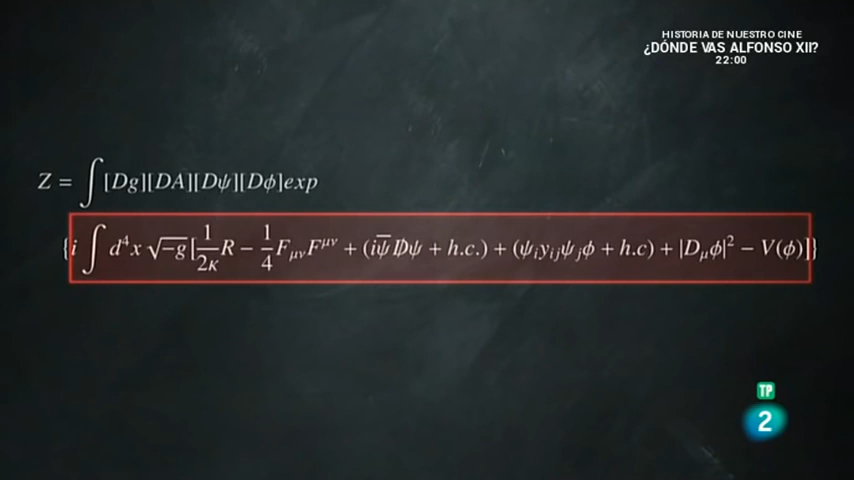 HISTORIA DE NUESTRO CINE
¿DÓNDE VAS ALFONSO XII?
22:00
Z = ∫[Dg][DA][Dψ][Dϕ]exp
{i ∫ d⁴x √−g[1/2κ R − 1/4 F_μν F^μν + (iψ̅ D̸ψ + h.c.) + (ψ_i y_ij ψ_j ϕ + h.c) + |D_μ ϕ|² − V(ϕ)]}
TP
2